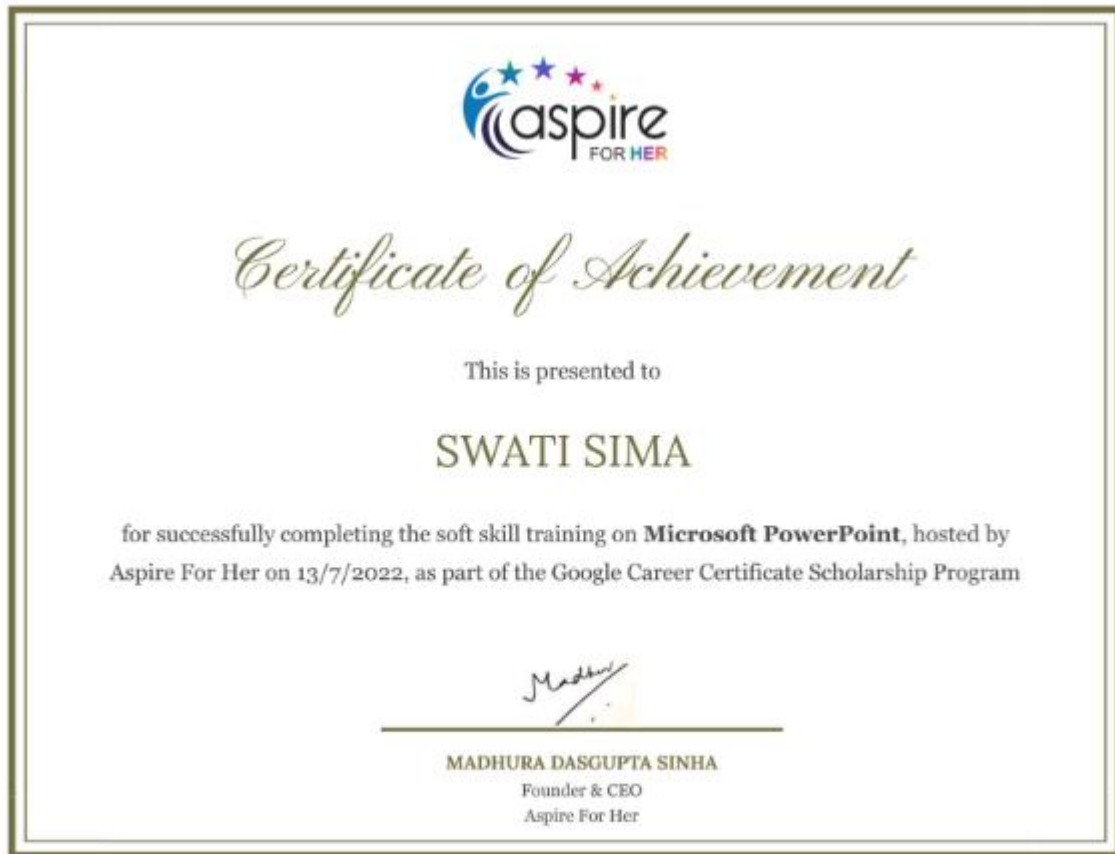 aspire
FOR HER
Certificate of Achievement
This is presented to
SWATI SIMA
for successfully completing the soft skill training on Microsoft PowerPoint, hosted by
Aspire For Her on 13/7/2022, as part of the Google Career Certificate Scholarship Program
Madhur
MADHURA DASGUPTA SINHA
Founder & CEO
Aspire For Her